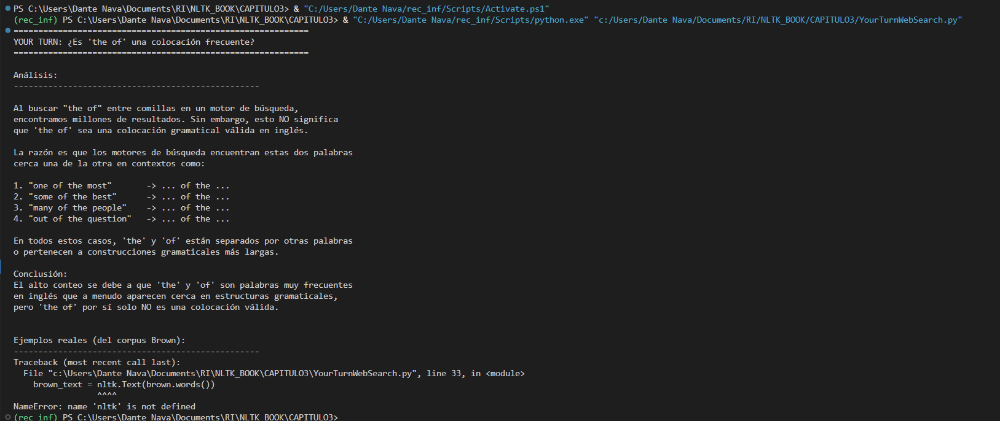 PS C:\Users\Dante Nava\Documents\RI\NLTK_BOOK\CAPITULO3> & "C:/Users/Dante Nava/rec_inf/Scripts/Activate.ps1"
(rec_inf) PS C:\Users\Dante Nava\Documents\RI\NLTK_BOOK\CAPITULO3> & "C:/Users/Dante Nava/rec_inf/Scripts/python.exe" "c:/Users/Dante Nava/Documents/RI/NLTK_BOOK/CAPITULO3/YourTurnWebSearch.py"
============================================================
YOUR TURN: ¿Es 'the of' una colocación frecuente?
============================================================

Análisis:
--------------------------------------------------

Al buscar "the of" entre comillas en un motor de búsqueda,
encontramos millones de resultados. Sin embargo, esto NO significa
que 'the of' sea una colocación gramatical válida en inglés.

La razón es que los motores de búsqueda encuentran estas dos palabras
cerca una de la otra en contextos como:

1. "one of the most"       -> ... of the ...
2. "some of the best"      -> ... of the ...
3. "many of the people"    -> ... of the ...
4. "out of the question"   -> ... of the ...

En todos estos casos, 'the' y 'of' están separados por otras palabras
o pertenecen a construcciones gramaticales más largas.

Conclusión:
El alto conteo se debe a que 'the' y 'of' son palabras muy frecuentes
en inglés que a menudo aparecen cerca en estructuras gramaticales,
pero 'the of' por sí solo NO es una colocación válida.

Ejemplos reales (del corpus Brown):
--------------------------------------------------
Traceback (most recent call last):
  File "c:\Users\Dante Nava\Documents\RI\NLTK_BOOK\CAPITULO3\YourTurnWebSearch.py", line 33, in <module>
    brown_text = nltk.Text(brown.words())
                 ^^^^
NameError: name 'nltk' is not defined
(rec_inf) PS C:\Users\Dante Nava\Documents\RI\NLTK_BOOK\CAPITULO3>